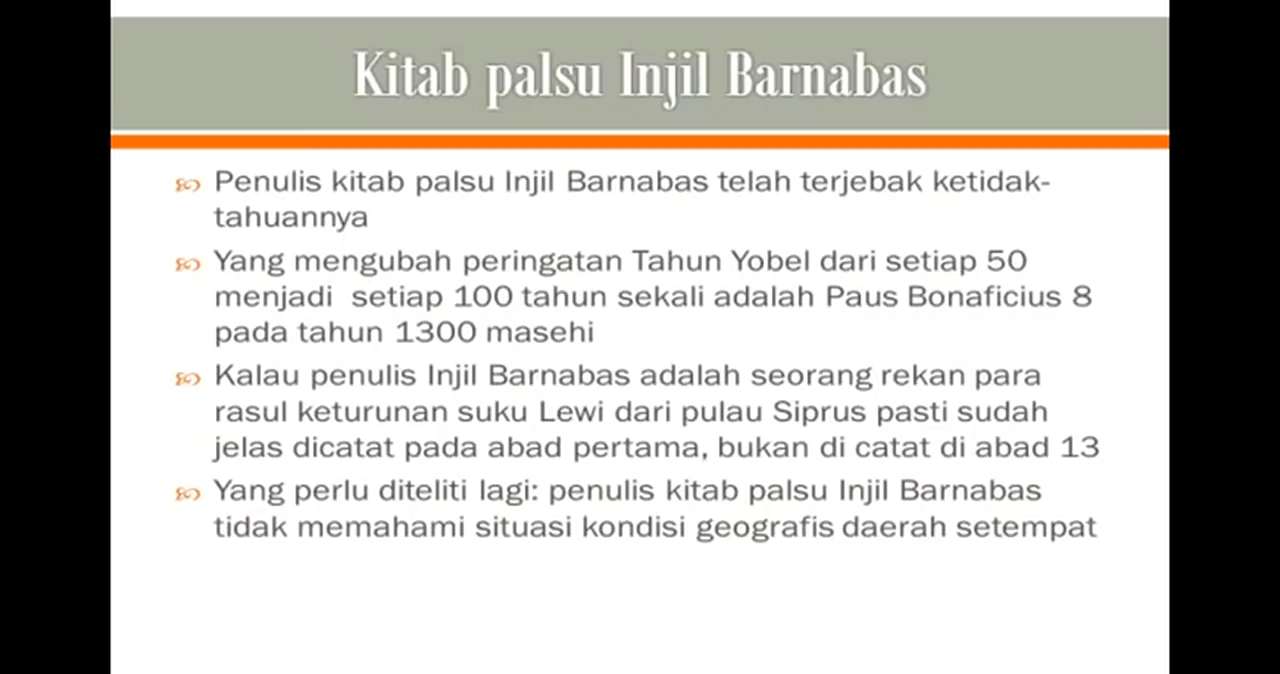 Kitab palsu Injil Barnabas
Penulis kitab palsu Injil Barnabas telah terjebak ketidak-
tahuannya
Yang mengubah peringatan Tahun Yobel dari setiap 50
menjadi  setiap 100 tahun sekali adalah Paus Bonaficius 8
pada tahun 1300 masehi
Kalau penulis Injil Barnabas adalah seorang rekan para
rasul keturunan suku Lewi dari pulau Siprus pasti sudah
jelas dicatat pada abad pertama, bukan di catat di abad 13
Yang perlu diteliti lagi: penulis kitab palsu Injil Barnabas
tidak memahami situasi kondisi geografis daerah setempat